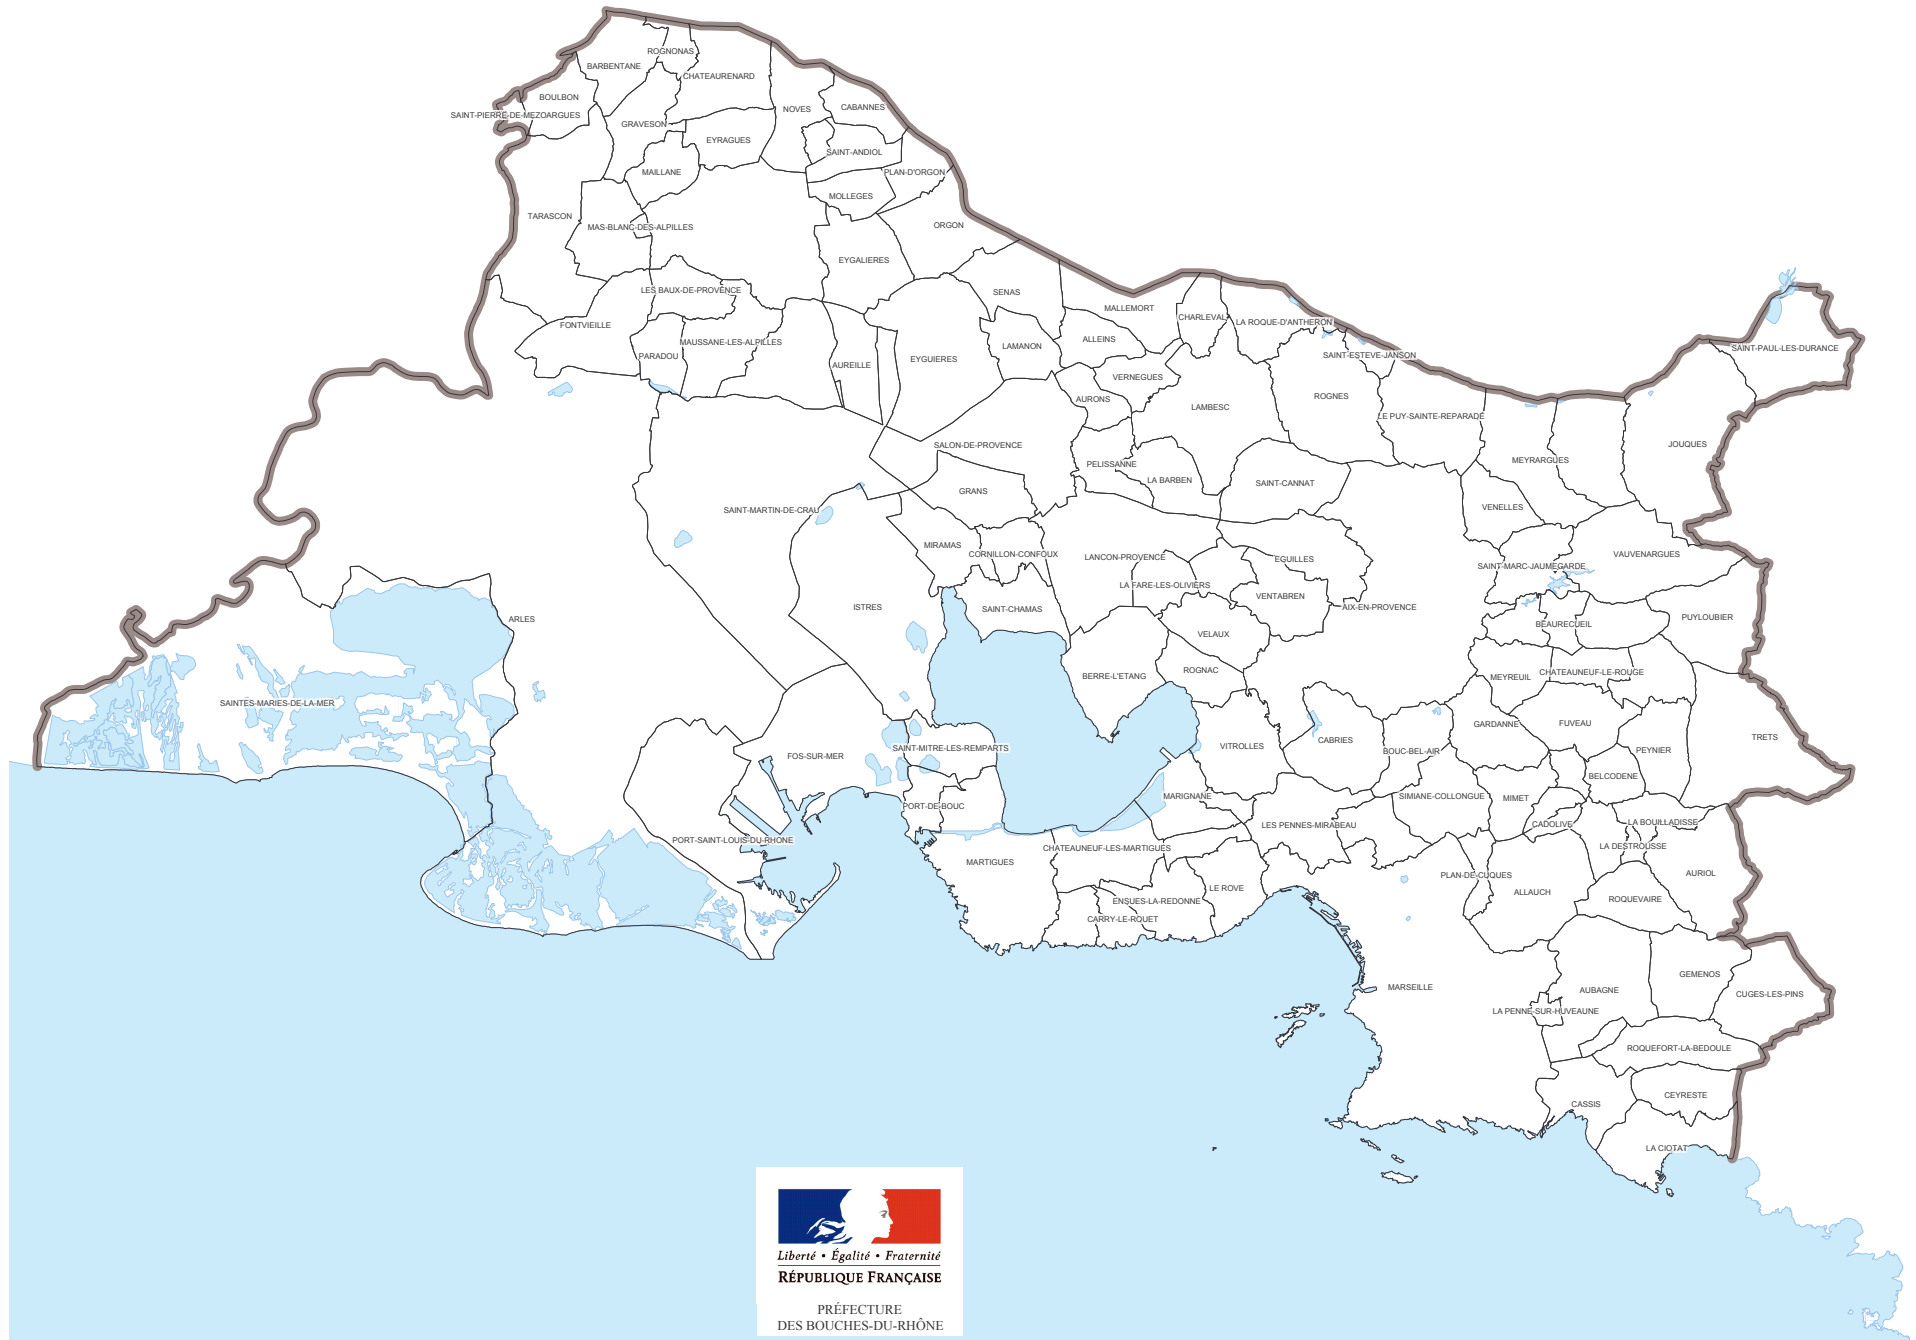 ROGNONAS
BARBENTANE
CHATEAURENARD
BOULBON
CABANNES
NOVES
SAINT-PIERRE-DE-MEZOARGUES
GRAVESON
EYRAGUES
SAINT-ANDIOL
MAILLANE
PLAN-D'ORGON
MOLLEGES
TARASCON
MAS-BLANC-DES-ALPILLES
ORGON
EYGALIERES
LES BAUX-DE-PROVENCE
SENAS
MALLEMORT
CHARLEVAL
LA ROQUE-D'ANTHERON
FONTVIEILLE
ALLEINS
MAUSSANE-LES-ALPILLES
LAMANON
SAINT-PAUL-LES-DURANCE
PARADOU
SAINT-ESTEVE-JANSON
EYGUIERES
AUREILLE
VERNEGUES
ROGNES
AURONS
LAMBESC
LE PUY-SAINTE-REPARADE
SALON-DE-PROVENCE
JOUQUES
MEYRARGUES
PELISSANNE
LA BARBEN
SAINT-CANNAT
GRANS
VENELLES
SAINT-MARTIN-DE-CRAU
MIRAMAS
CORNILLON-CONFOUX
LANCON-PROVENCE
EGUILLES
VAUVENARGUES
SAINT-MARC-JAUMEGARDE
LA FARE-LES-OLIVIERS
VENTABREN
ISTRES
SAINT-CHAMAS
AIX-EN-PROVENCE
PUYLOUBIER
ARLES
BEAURECUEIL
VELAUX
ROGNAC
CHATEAUNEUF-LE-ROUGE
BERRE-L'ETANG
MEYREUIL
SAINTES-MARIES-DE-LA-MER
GARDANNE
FUVEAU
TRETS
CABRIES
VITROLLES
SAINT-MITRE-LES-REMPARTS
BOUC-BEL-AIR
PEYNIER
FOS-SUR-MER
BELCODENE
MARIGNANE
SIMIANE-COLLONGUE
MIMET
PORT-DE-BOUC
LA BOUILLADISSE
CADOLIVE
LES PENNES-MIRABEAU
PORT-SAINT-LOUIS-DU-RHONE
LA DESTROUSSE
CHATEAUNEUF-LES-MARTIGUES
MARTIGUES
AURIOL
PLAN-DE-CUQUES
LE ROVE
ALLAUCH
ROQUEVAIRE
ENSUES-LA-REDONNE
CARRY-LE-ROUET
GEMENOS
MARSEILLE
AUBAGNE
CUGES-LES-PINS
LA PENNE-SUR-HUVEAUNE
ROQUEFORT-LA-BEDOULE
CEYRESTE
CASSIS
LA CIOTAT
Liberté • Égalité • Fraternité
RÉPUBLIQUE FRANÇAISE
PRÉFECTURE
DES BOUCHES-DU-RHÔNE